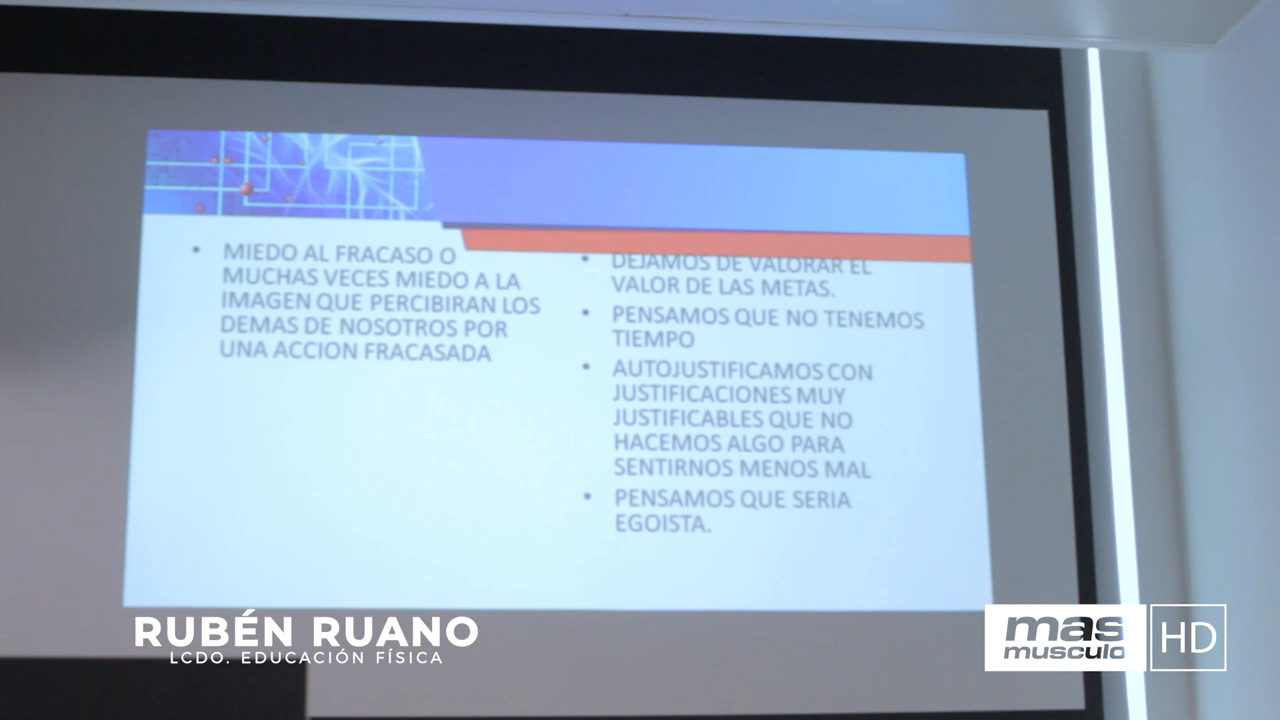 • MIEDO AL FRACASO O
MUCHAS VECES MIEDO A LA
IMAGEN QUE PERCIBIRAN LOS
DEMAS DE NOSOTROS POR
UNA ACCION FRACASADA
• DEJAMOS DE VALORAR EL
VALOR DE LAS METAS.
• PENSAMOS QUE NO TENEMOS
TIEMPO
• AUTOJUSTIFICAMOS CON
JUSTIFICACIONES MUY
JUSTIFICABLES QUE NO
HACEMOS ALGO PARA
SENTIRNOS MENOS MAL
• PENSAMOS QUE SERIA
EGOISTA.
RUBÉN RUANO
LCDO. EDUCACIÓN FÍSICA
mas
musculo
HD